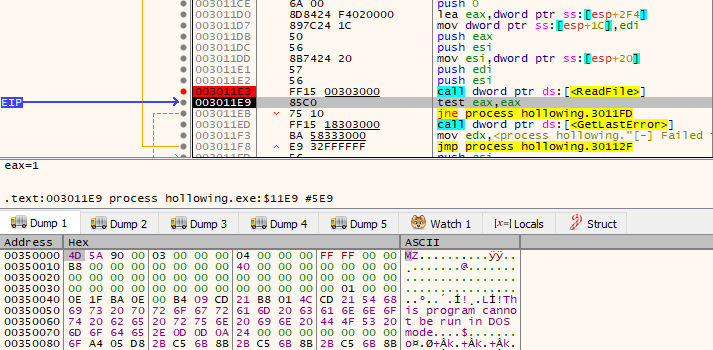 003011CE 6A 00 push 0
003011D0 8D8424 F4020000 lea eax,dword ptr ss:[esp+2F4]
003011D7 897C24 1C mov dword ptr ss:[esp+1C],edi
003011DB 50 push eax
003011DC 56 push esi
003011DD 8B7424 20 mov esi,dword ptr ss:[esp+20]
003011E1 57 push edi
003011E2 56 push esi
003011E3 FF15 00303000 call dword ptr ds:[<ReadFile>]
EIP 003011E9 85C0 test eax,eax
003011EB 75 10 jne process hollowing.3011FD
003011ED FF15 18303000 call dword ptr ds:[<GetLastError>]
003011F3 BA 58333000 mov edx,<process hollowing."[-] Failed
003011F8 E9 32FFFFFF jmp process hollowing.30112F
eax=1
.text:003011E9 process hollowing.exe:$11E9 #5E9
Dump 1 Dump 2 Dump 3 Dump 4 Dump 5 Watch 1 [x=] Locals Struct
Address Hex ASCII
00350000 4D 5A 90 00 03 00 00 00 04 00 00 00 FF FF 00 00 MZ..........ÿÿ..
00350010 B8 00 00 00 00 00 00 00 40 00 00 00 00 00 00 00 ........@.......
00350020 00 00 00 00 00 00 00 00 00 00 00 00 00 00 00 00 ................
00350030 00 00 00 00 00 00 00 00 00 00 00 00 00 01 00 00 ................
00350040 0E 1F BA 0E 00 B4 09 CD 21 B8 01 4C CD 21 54 68 ..º..´.Í!¸.LÍ!Th
00350050 69 73 20 70 72 6F 67 72 61 6D 20 63 61 6E 6E 6F is program canno
00350060 74 20 62 65 20 72 75 6E 20 69 6E 20 44 4F 53 20 t be run in DOS
00350070 6D 6F 64 65 2E 0D 0D 0A 24 00 00 00 00 00 00 00 mode....$.......
00350080 6F A4 05 D8 2B C5 6B 8B 2B C5 6B 8B 2B C5 6B 8B o¤.Ø+Åk.+Åk.+Åk.